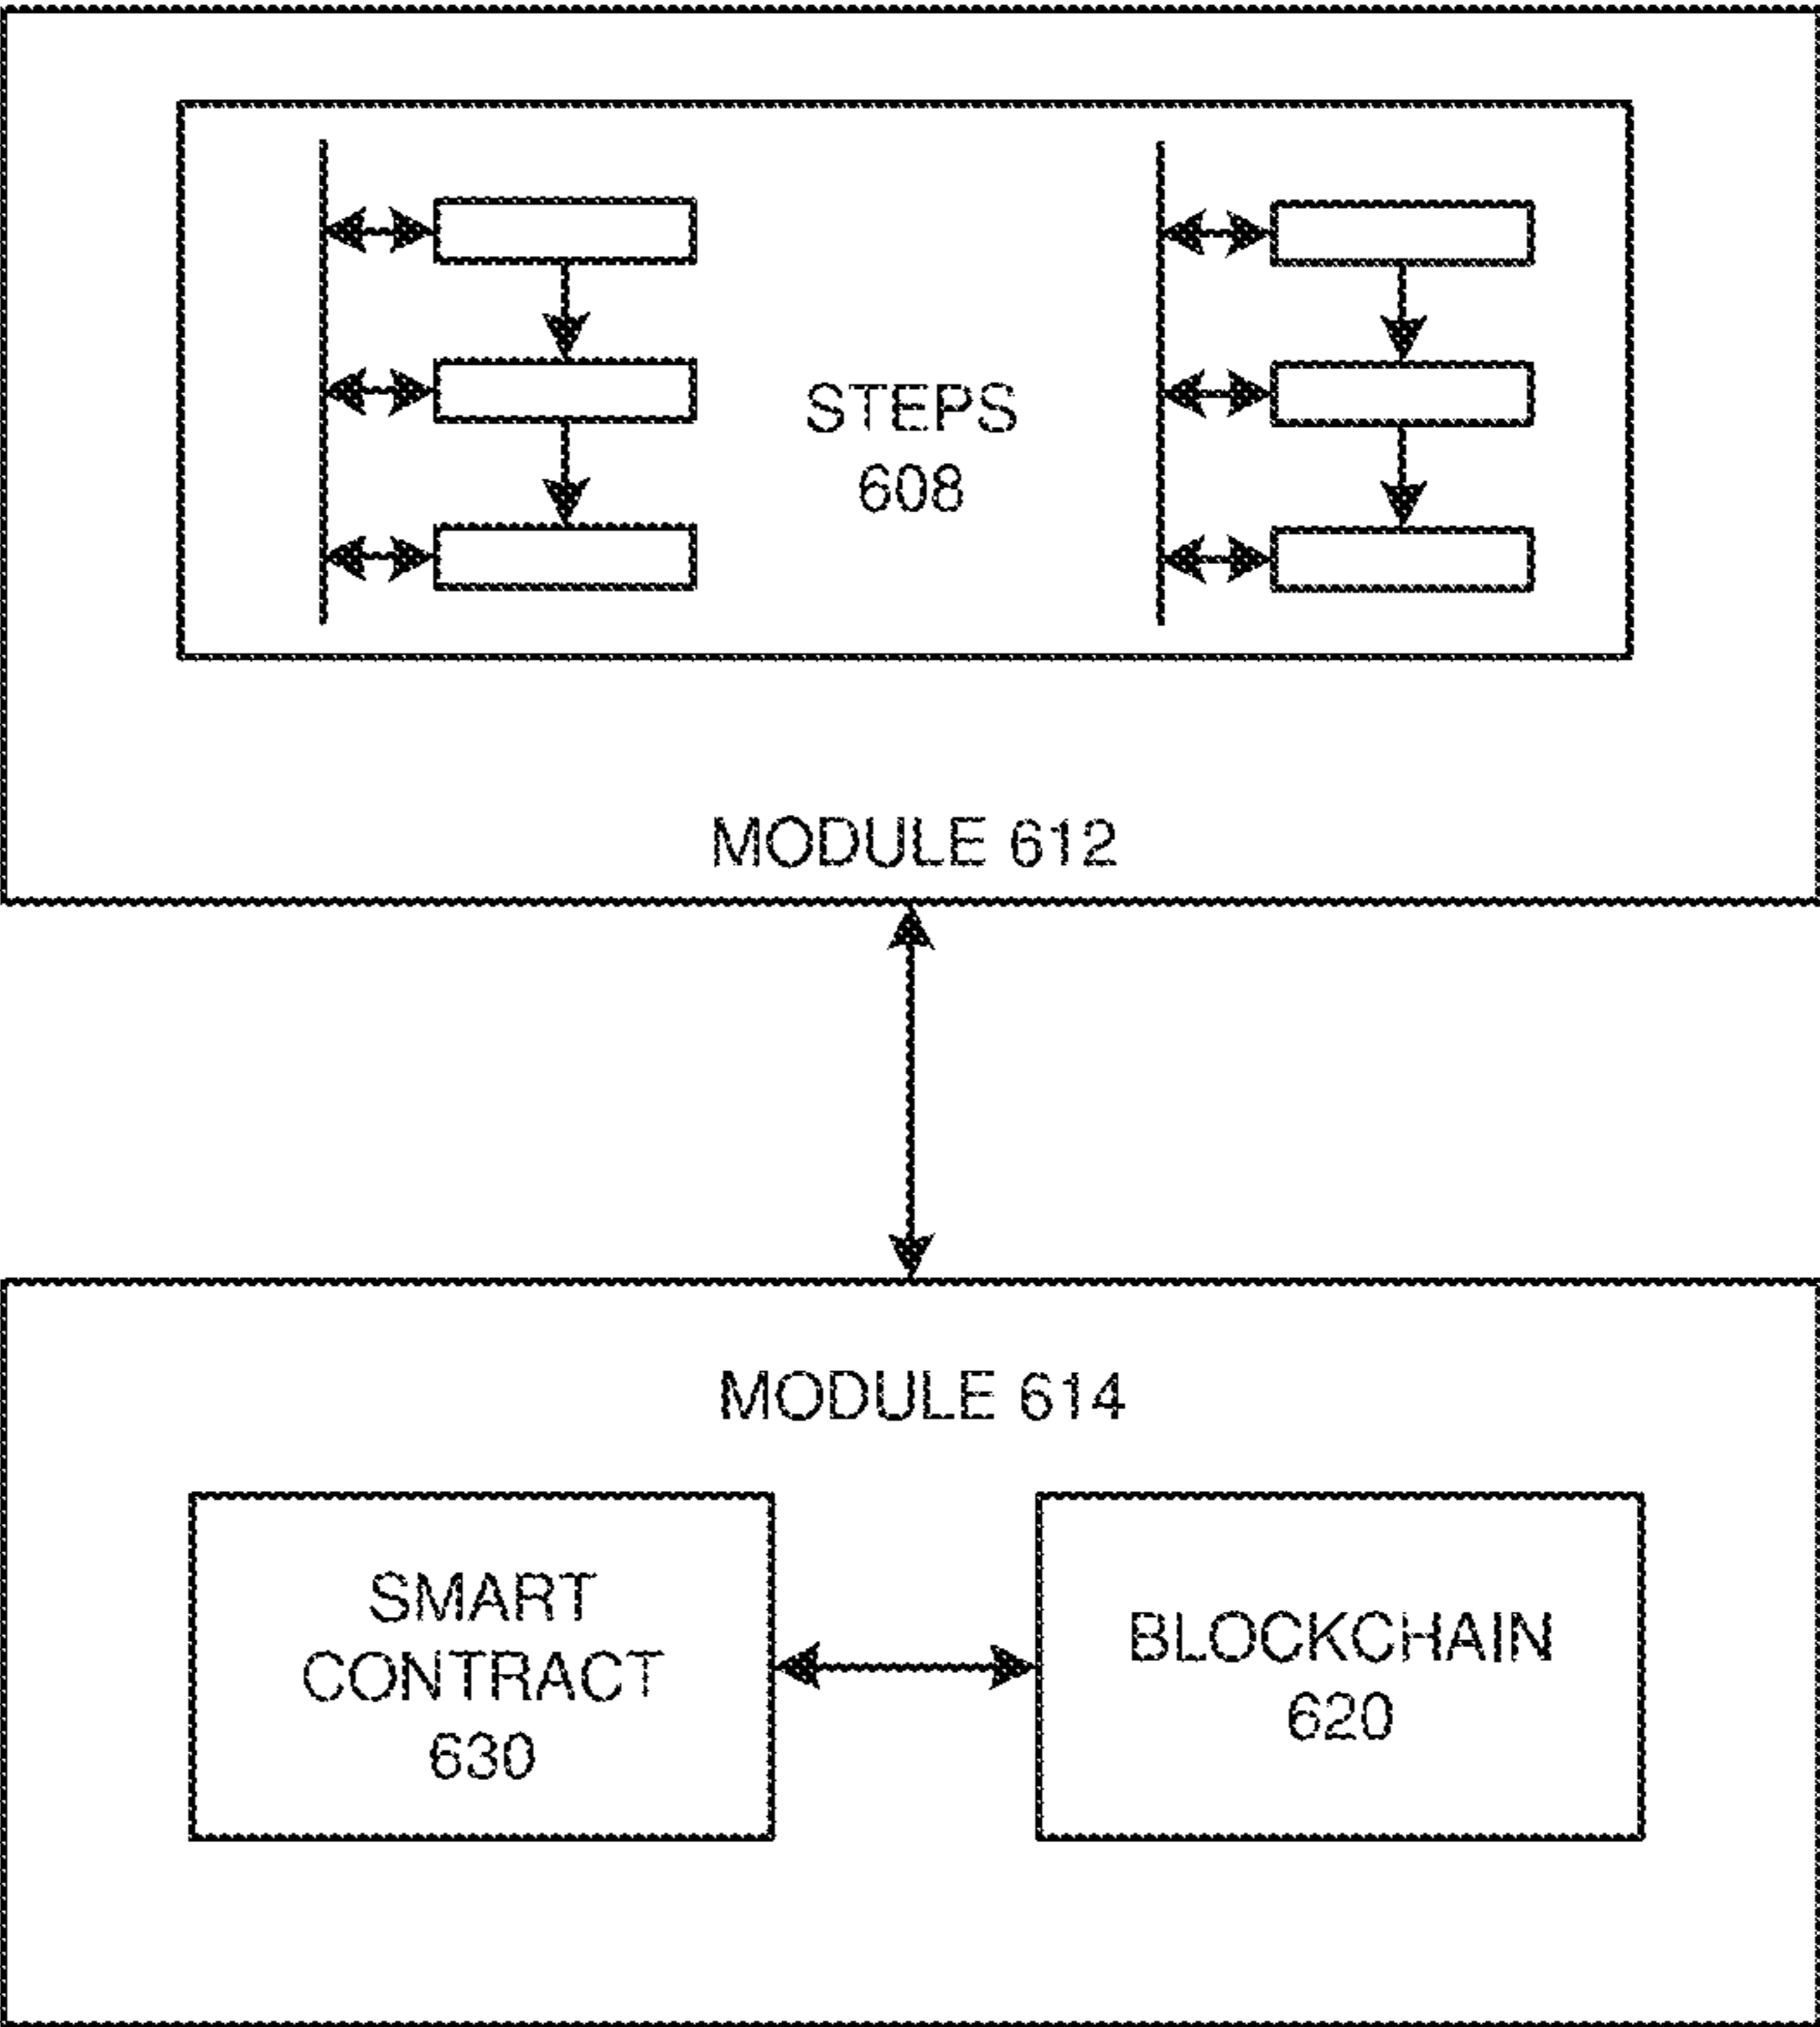 STEPS
608
MODULE 612
MODULE 614
SMART
CONTRACT
630
BLOCKCHAIN
620